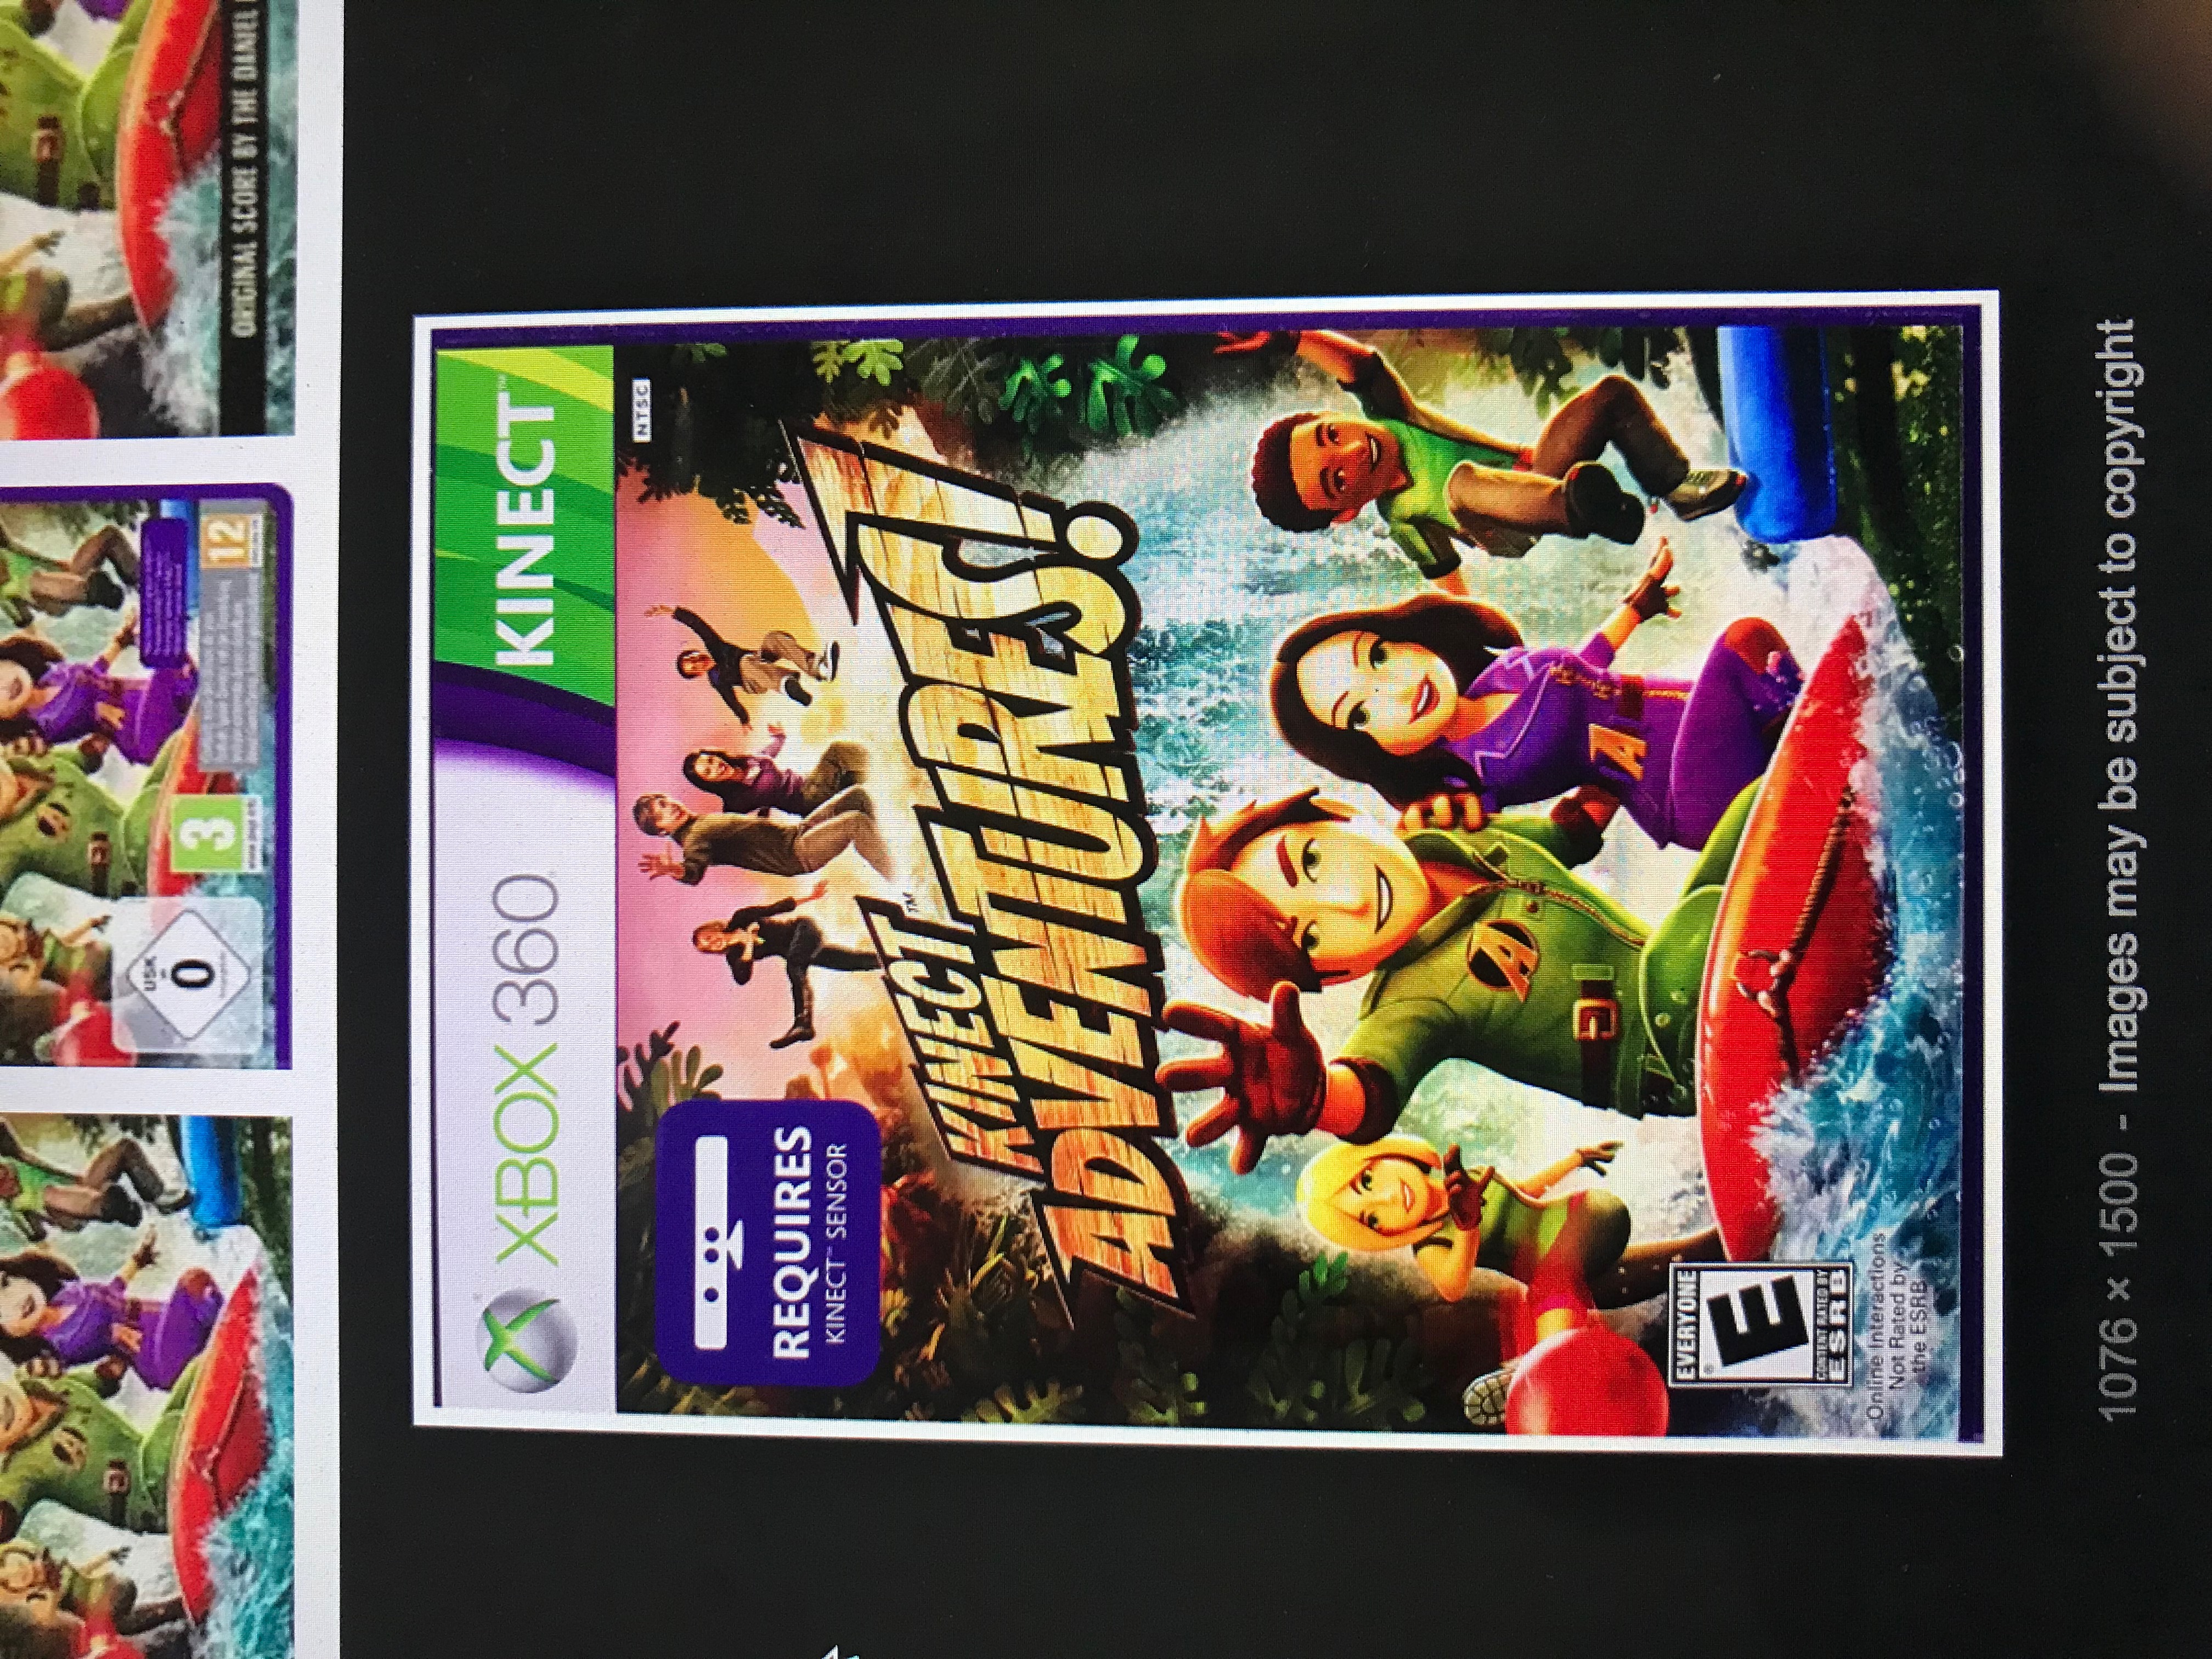 USK
0
3
12
ORIGINAL SCORE BY THE DANIEL
XBOX 360
KINECT™
NTSC
REQUIRES
KINECT™ SENSOR
KINECT™
ADVENTURES!
A
A
EVERYONE
E
CONTENT RATED BY
ESRB
Online Interactions
Not Rated by
the ESRB
1076 × 1500 - Images may be subject to copyright